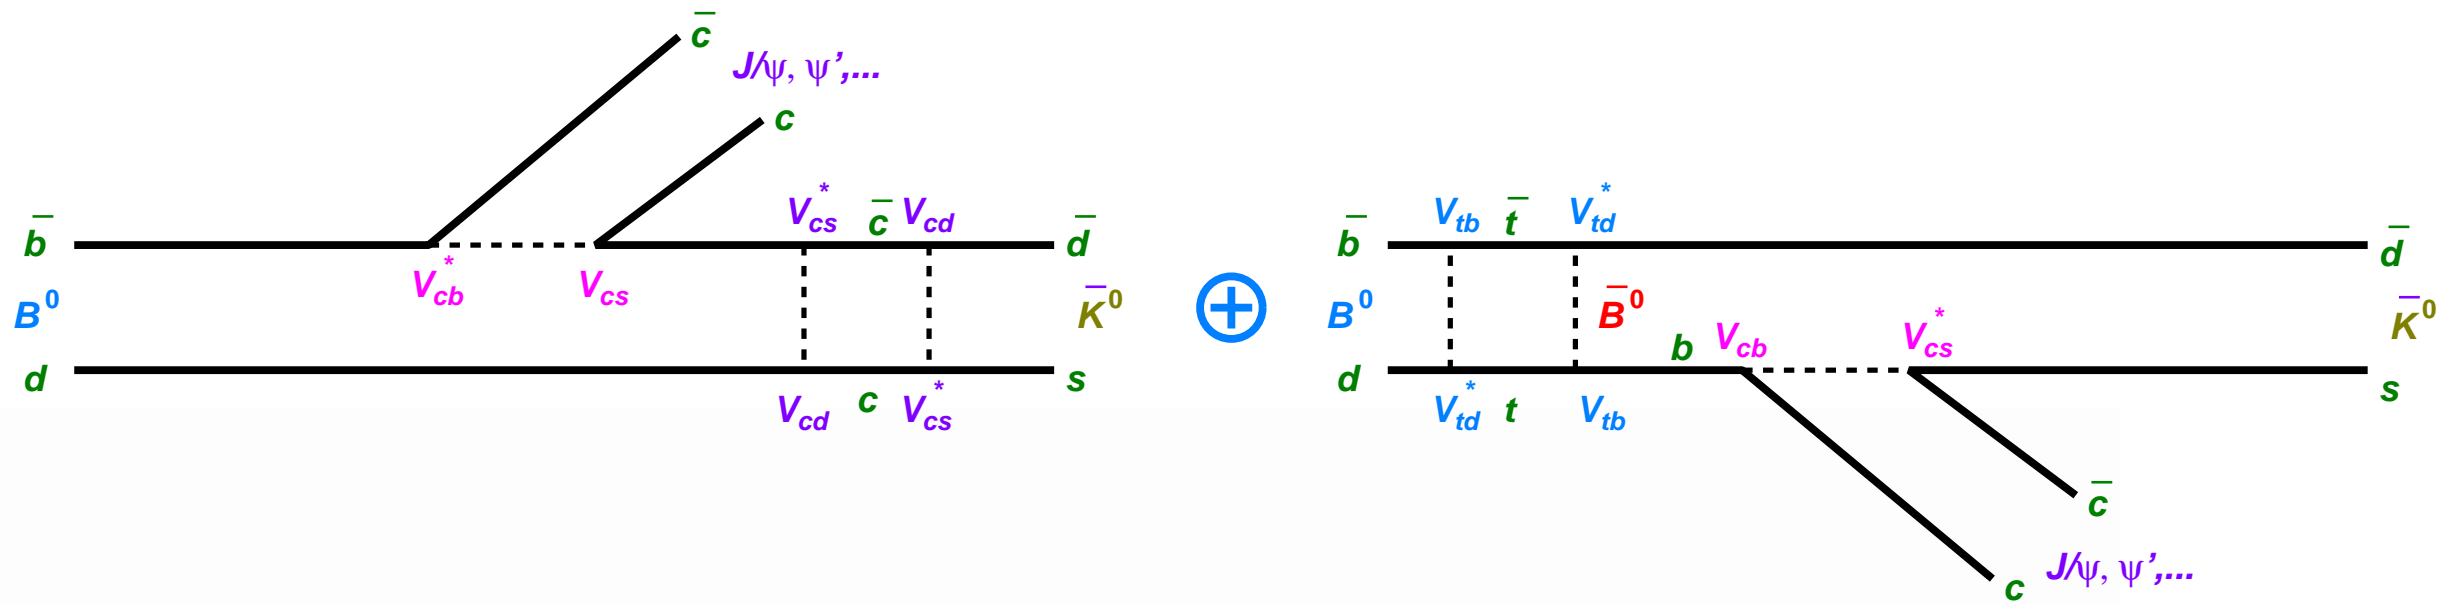 c̅
J/ψ, ψ’,...
c
V*cs c̅ Vcd
b̅ d̅
V*cb Vcs
B⁰ K̅⁰
d s
Vcd c V*cs
⊕
Vtb t̅ V*td
b̅ d̅
B⁰ B̅⁰ K̅⁰
b Vcb V*cs
d s
V*td t Vtb
c̅
J/ψ, ψ’,...
c